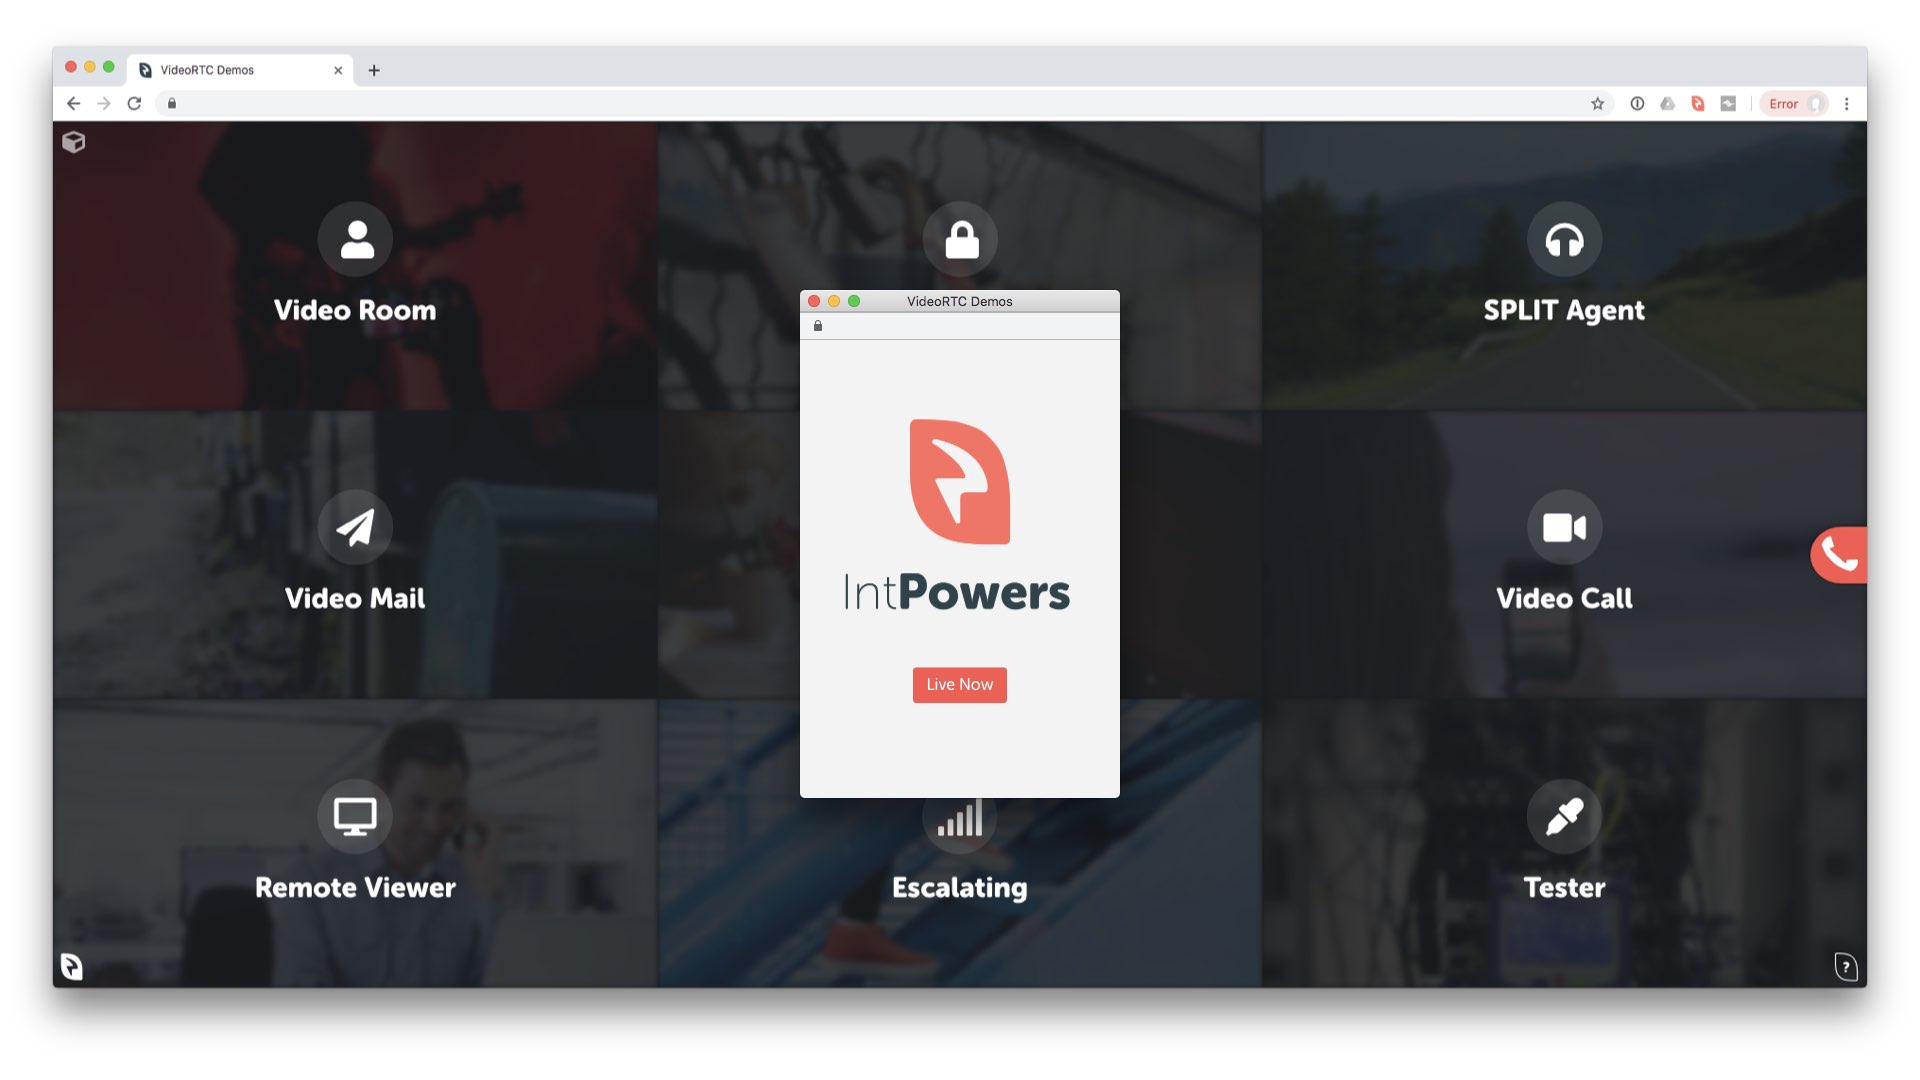 VideoRTC Demos
Error
Video Room
SPLIT Agent
VideoRTC Demos
IntPowers
Live Now
Video Mail
Video Call
Remote Viewer
Escalating
Tester
?